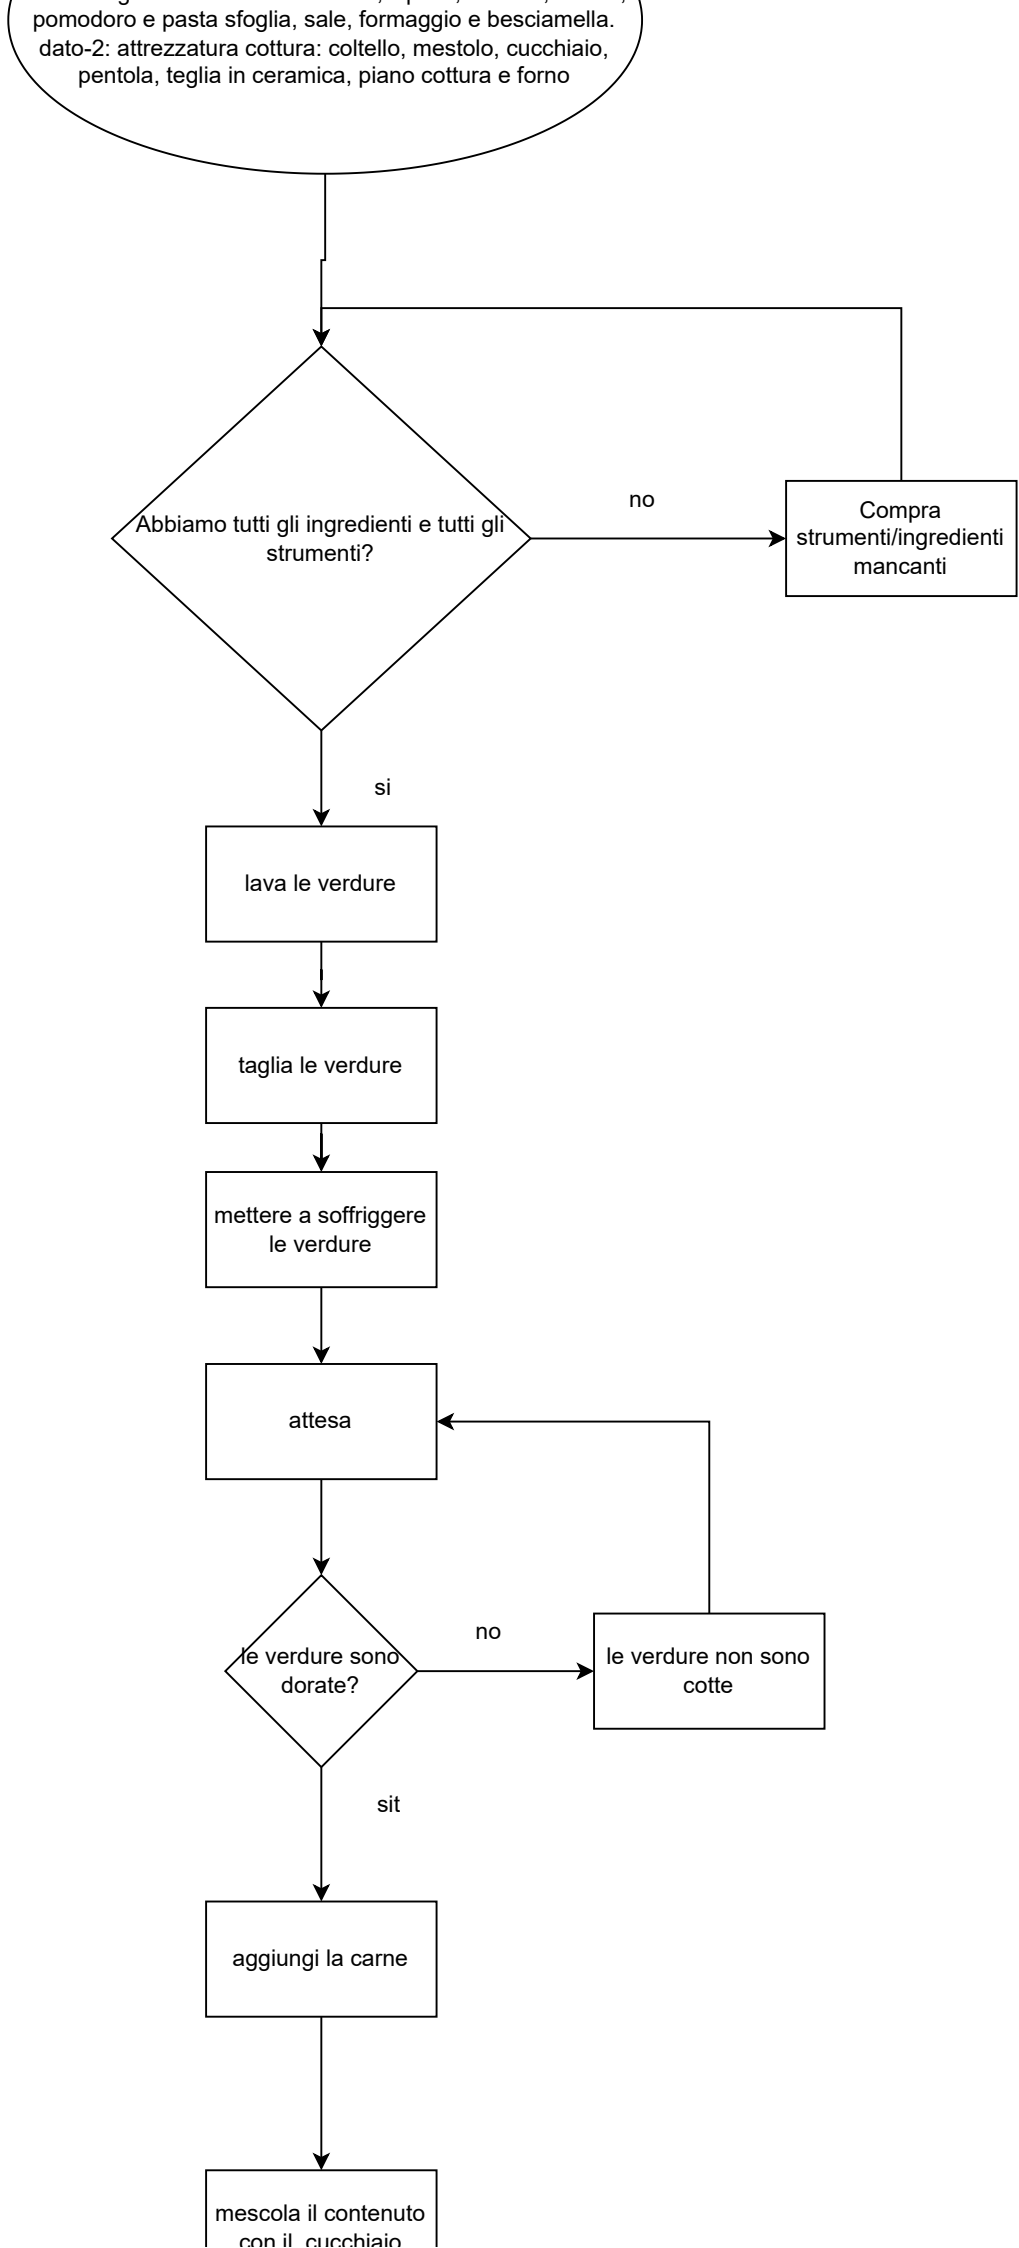 pomodoro e pasta sfoglia, sale, formaggio e besciamella.
dato-2: attrezzatura cottura: coltello, mestolo, cucchiaio,
pentola, teglia in ceramica, piano cottura e forno
Abbiamo tutti gli ingredienti e tutti gli
strumenti?
no
Compra
strumenti/ingredienti
mancanti
si
lava le verdure
taglia le verdure
mettere a soffriggere
le verdure
attesa
le verdure sono
dorate?
no
le verdure non sono
cotte
sit
aggiungi la carne
mescola il contenuto
con il cucchiaio